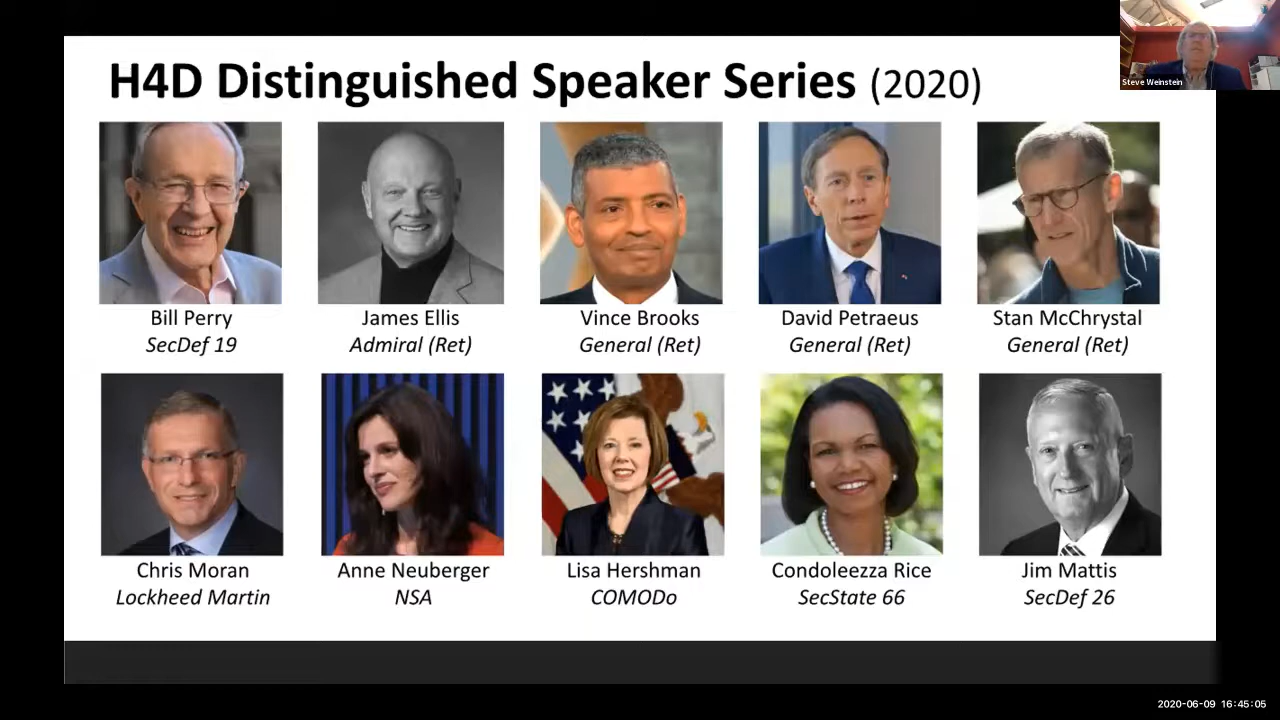 H4D Distinguished Speaker Series (2020)
Steve Weinstein
Bill Perry
SecDef 19
James Ellis
Admiral (Ret)
Vince Brooks
General (Ret)
David Petraeus
General (Ret)
Stan McChrystal
General (Ret)
Chris Moran
Lockheed Martin
Anne Neuberger
NSA
Lisa Hershman
COMODo
Condoleezza Rice
SecState 66
Jim Mattis
SecDef 26
2020-06-09 16:45:05